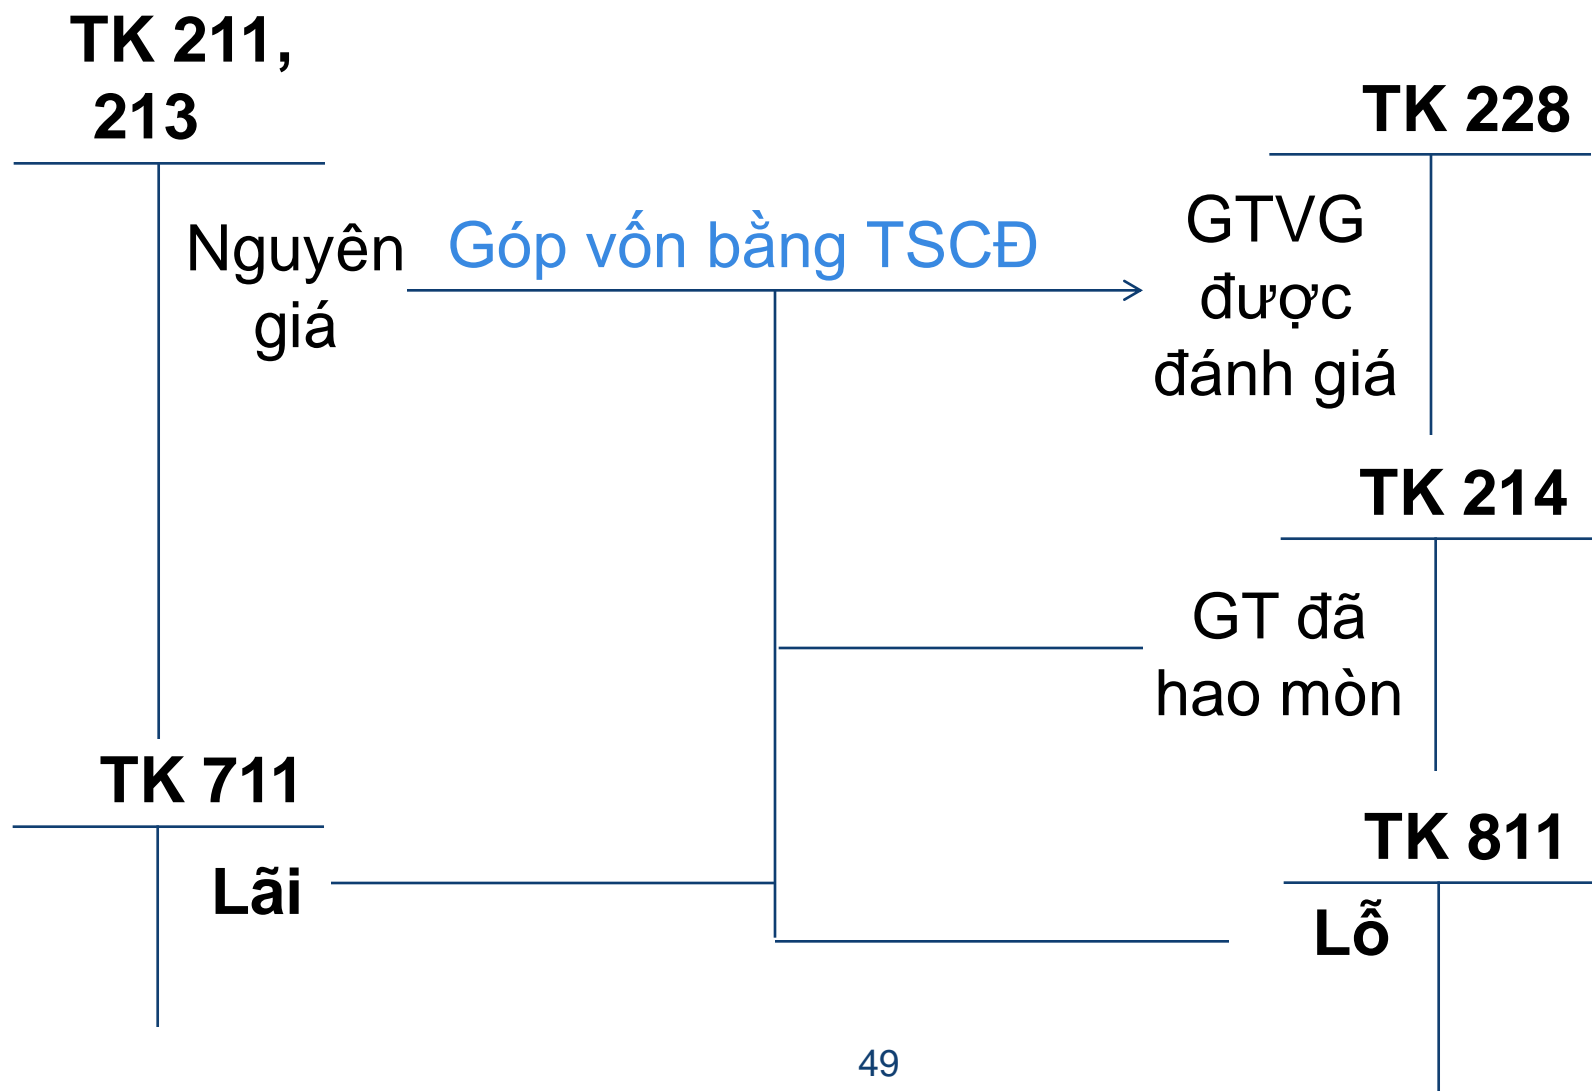 TK 211,
213
TK 228
Nguyên
giá
Góp vốn bằng TSCĐ
GTVG
được
đánh giá
TK 214
GT đã
hao mòn
TK 711
Lãi
TK 811
Lỗ
49